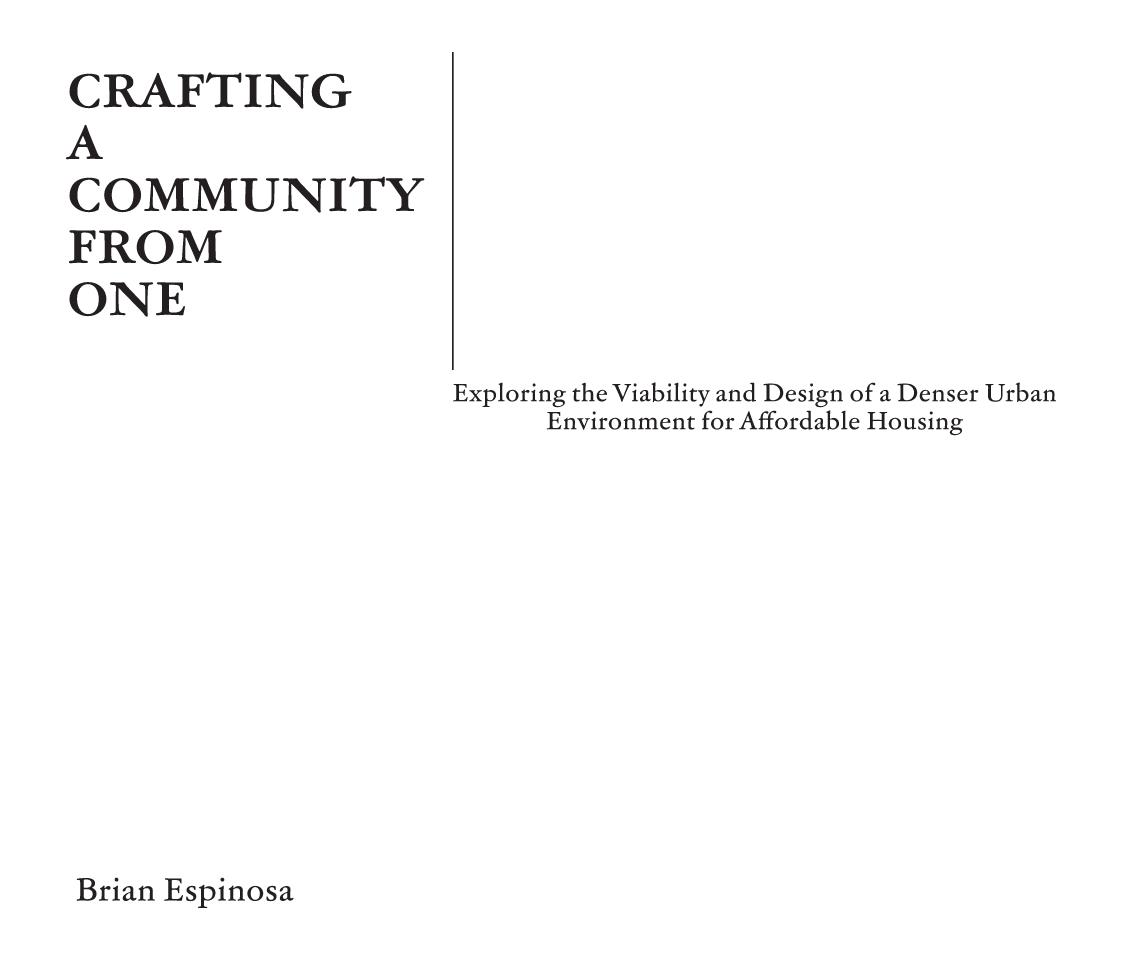 CRAFTING
A
COMMUNITY
FROM
ONE
Exploring the Viability and Design of a Denser Urban
Environment for Affordable Housing
Brian Espinosa